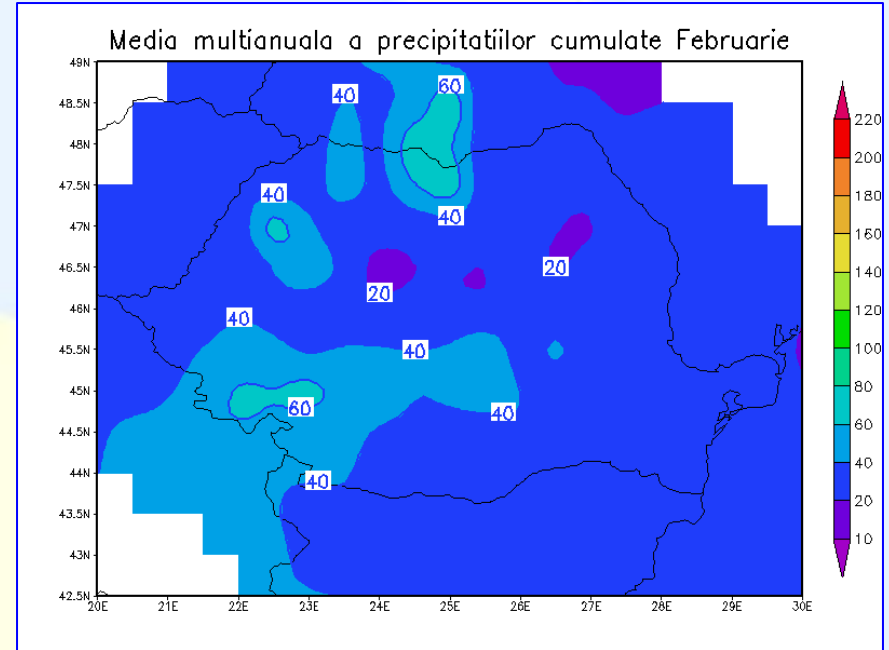 Media multianuala a precipitatiilor cumulate Februarie
49N
48.5N
48N
47.5N
47N
46.5N
46N
45.5N
45N
44.5N
44N
43.5N
43N
42.5N
40
60
40
40
20
20
40
40
60
40
40
20E 21E 22E 23E 24E 25E 26E 27E 28E 29E 30E
220
200
180
160
140
120
100
80
60
40
20
10